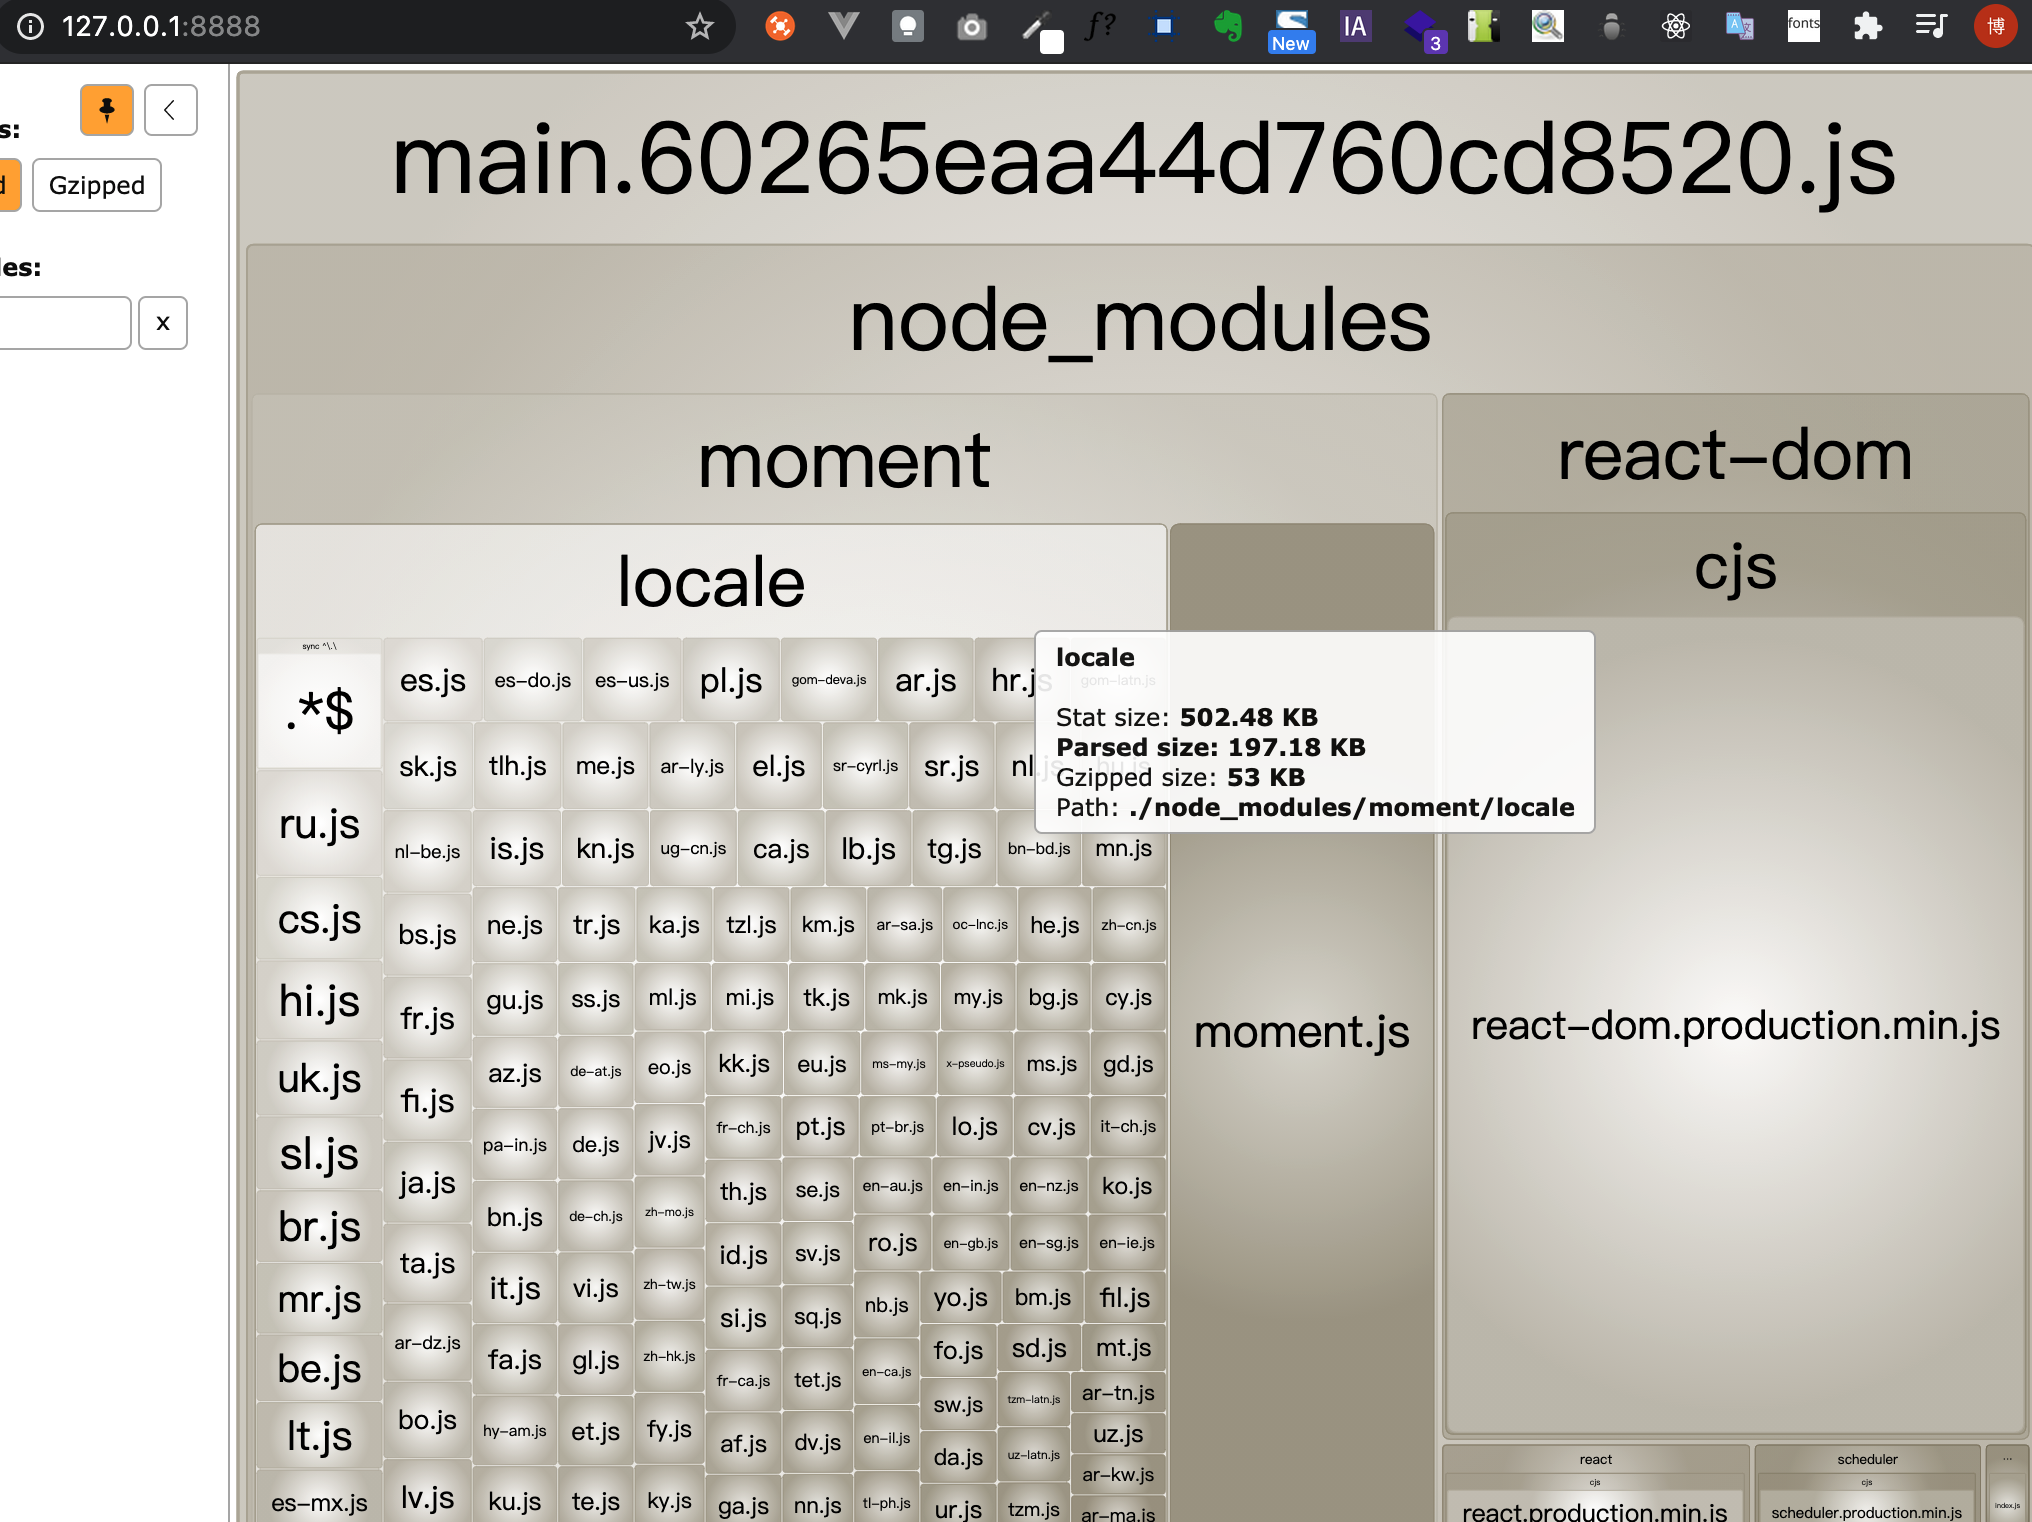 127.0.0.1:8888
f?
New
IA
3
fonts
博
s:
d
Gzipped
les:
x
main.60265eaa44d760cd8520.js
node_modules
moment
react-dom
locale
cjs
sync ^\.\
.*$
es.js es-do.js es-us.js pl.js gom-deva.js ar.js hr.js gom-latn.js
locale
Stat size: 502.48 KB
Parsed size: 197.18 KB
Gzipped size: 53 KB
Path: ./node_modules/moment/locale
sk.js tlh.js me.js ar-ly.js el.js sr-cyrl.js sr.js nl.js hu.js
ru.js
nl-be.js is.js kn.js ug-cn.js ca.js lb.js tg.js bn-bd.js mn.js
cs.js
bs.js ne.js tr.js ka.js tzl.js km.js ar-sa.js oc-lnc.js he.js zh-cn.js
hi.js
fr.js gu.js ss.js ml.js mi.js tk.js mk.js my.js bg.js cy.js
moment.js
react-dom.production.min.js
uk.js
fi.js az.js de-at.js eo.js kk.js eu.js ms-my.js x-pseudo.js ms.js gd.js
sl.js
pa-in.js de.js jv.js fr-ch.js pt.js pt-br.js lo.js cv.js it-ch.js
ja.js
th.js se.js en-au.js en-in.js en-nz.js ko.js
br.js
bn.js de-ch.js zh-mo.js
ta.js
id.js sv.js ro.js en-gb.js en-sg.js en-ie.js
mr.js
it.js vi.js zh-tw.js
si.js sq.js nb.js yo.js bm.js fil.js
ar-dz.js
be.js
fa.js gl.js zh-hk.js
fr-ca.js tet.js en-ca.js fo.js sd.js mt.js
sw.js tzm-latn.js ar-tn.js
lt.js
bo.js hy-am.js et.js fy.js af.js dv.js en-il.js da.js uz-latn.js uz.js
ar-kw.js
es-mx.js lv.js ku.js te.js ky.js ga.js nn.js tl-ph.js ur.js tzm.js ar-ma.js
react
cjs
react.production.min.js
scheduler
cjs
scheduler.production.min.js
...
index.js